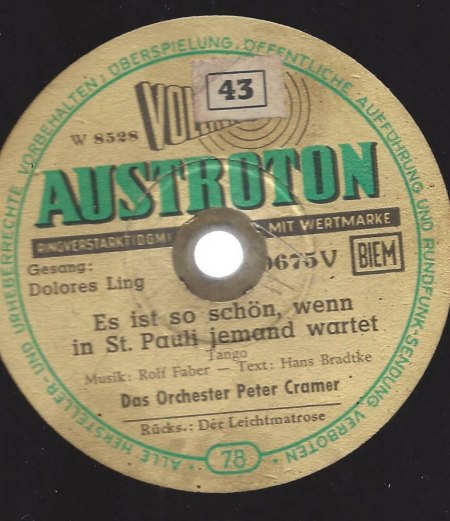 • ALLE HERSTELLER- UND URHEBERRECHTE VORBEHALTEN; ÜBERSPIELUNG, ÖFFENTLICHE AUFFÜHRUNG UND RUNDFUNK-SENDUNG VERBOTEN •
43
W 8528
AUSTROTON
RINGVERSTÄRKT(DGM) MIT WERTMARKE
Gesang:
Dolores Ling
BIEM
Es ist so schön, wenn
in St. Pauli jemand wartet
Tango
Musik: Rolf Faber — Text: Hans Bradtke
Das Orchester Peter Cramer
Rücks.: Der Leichtmatrose
78